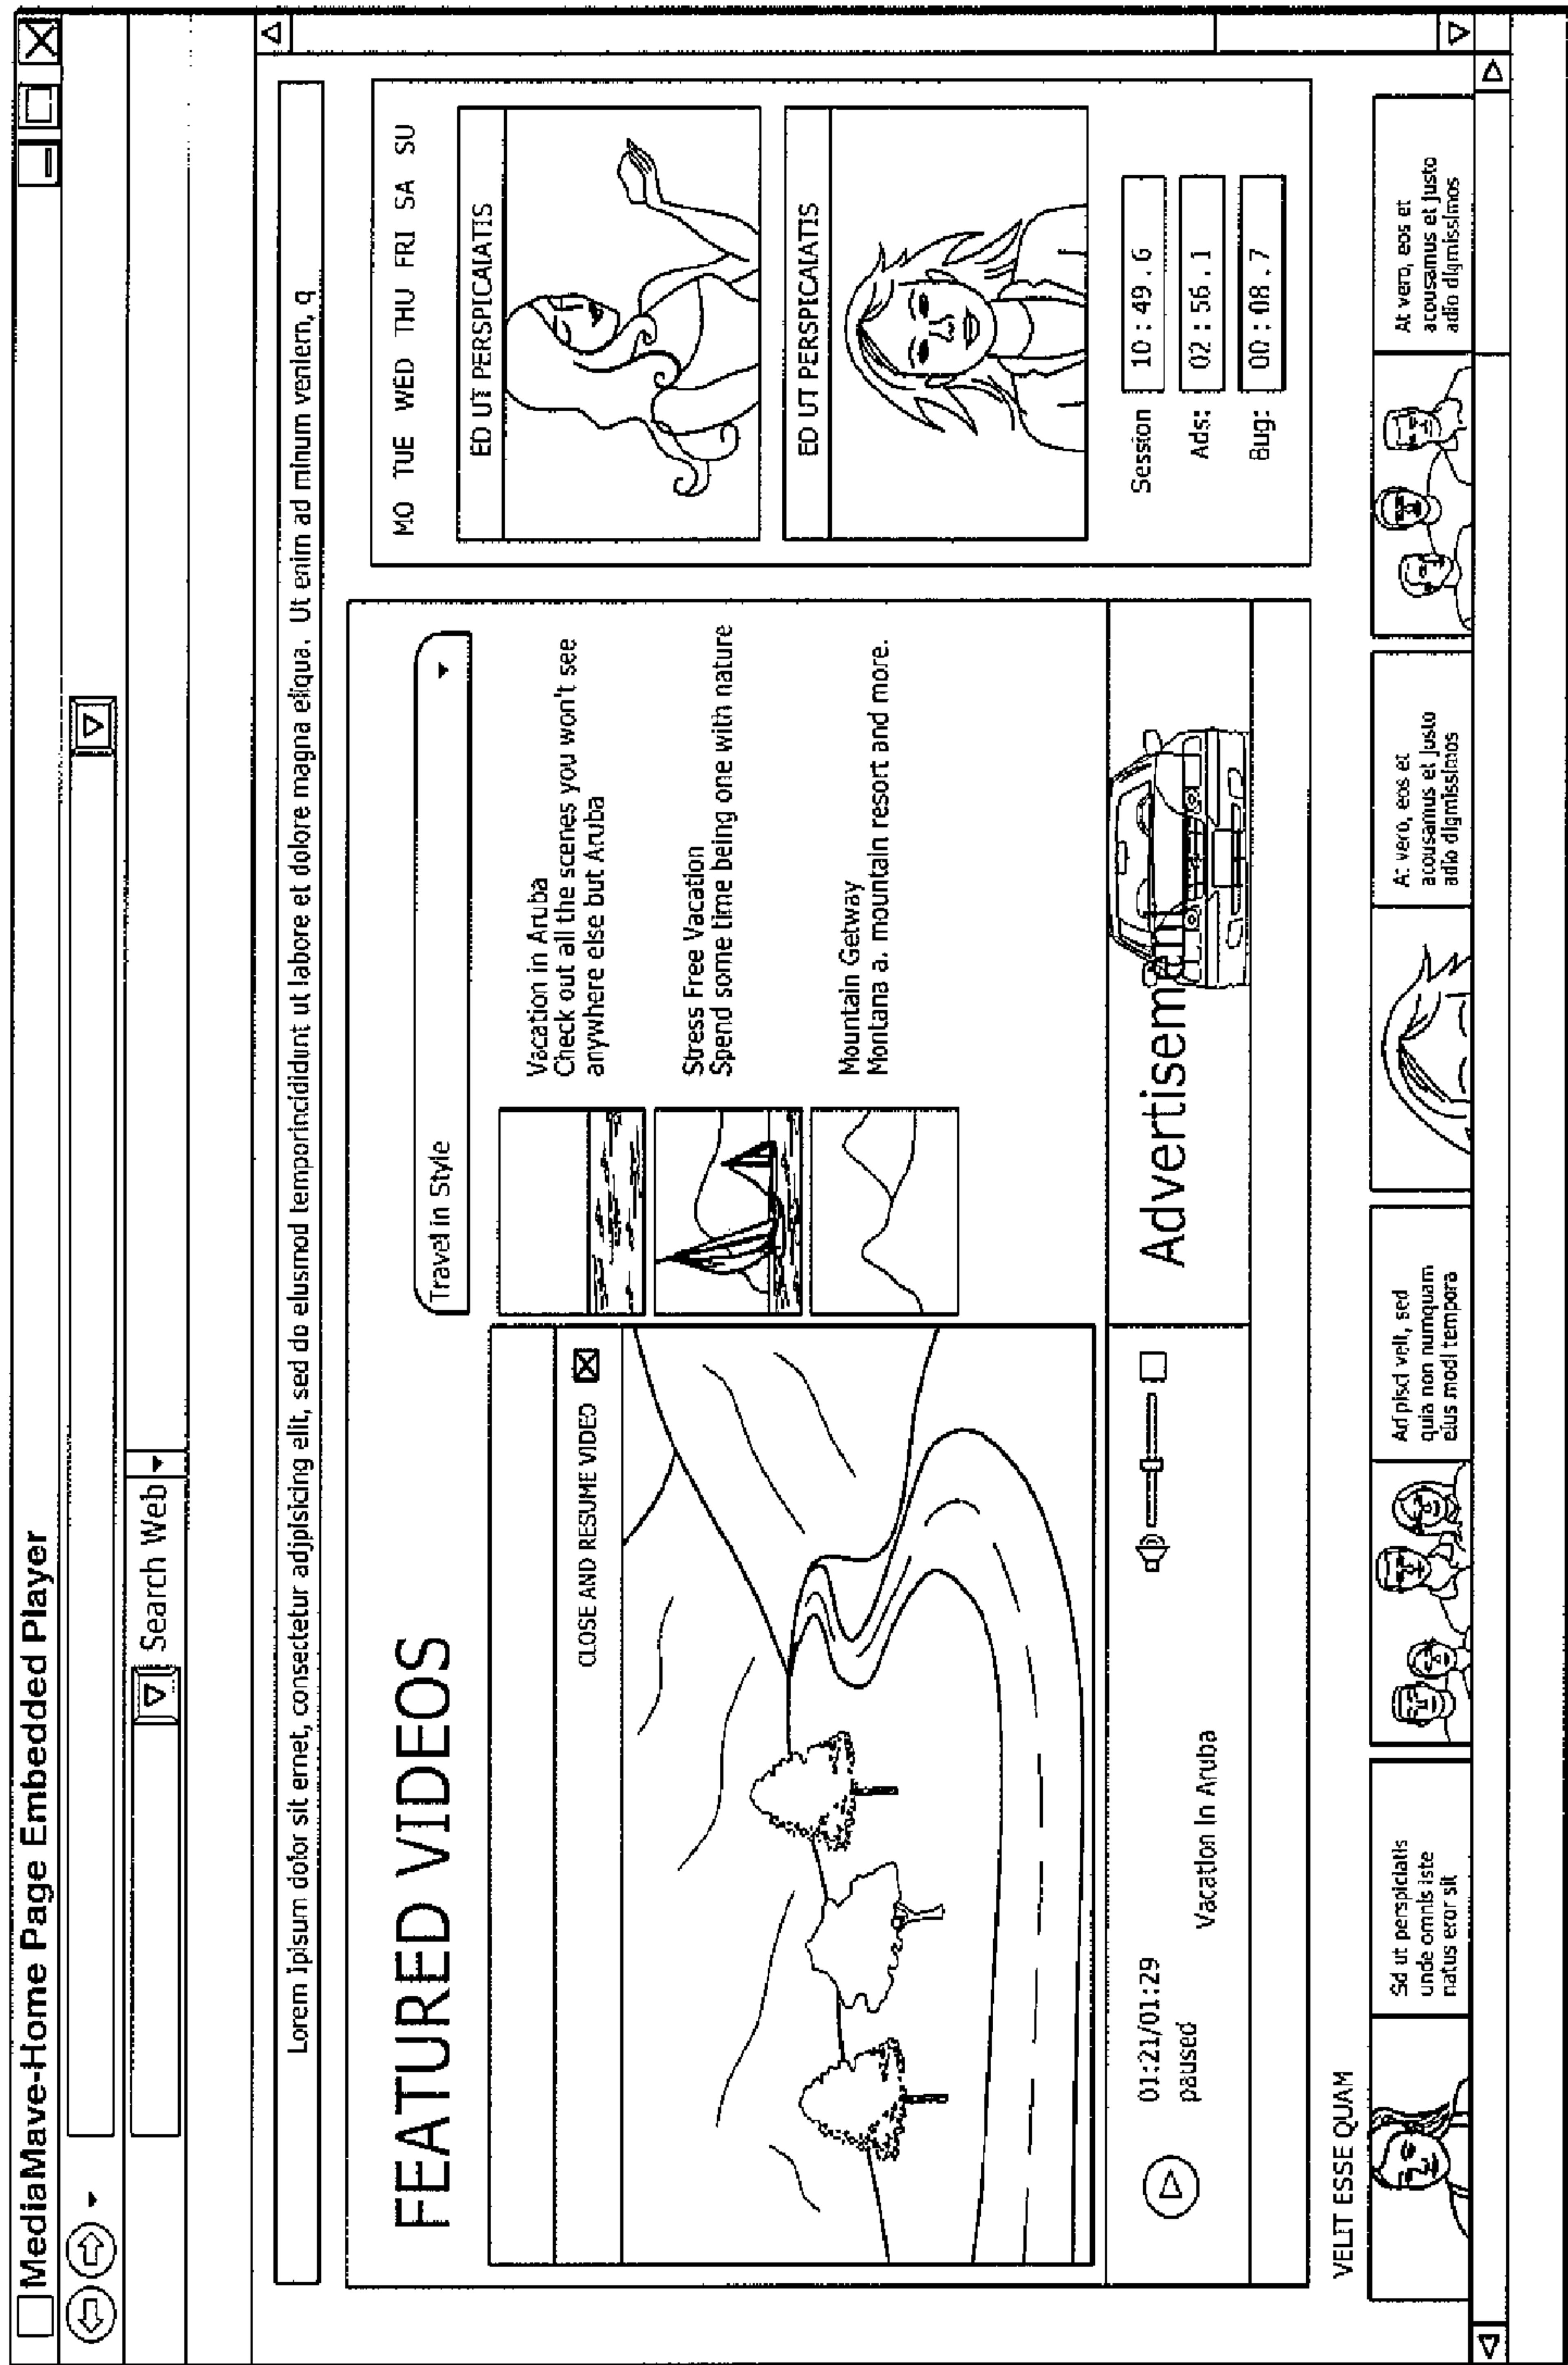 MediaMave-Home Page Embedded Player
Search Web
Lorem Ipisum dolor sit ernet, consectetur adjpisicing elit, sed do elusmod temporincididunt ut labore et dolore magna eliqua. Ut enim ad minum veniern, q
FEATURED VIDEOS
Travel in Style
CLOSE AND RESUME VIDEO
Vacation in Aruba
Check out all the scenes you won't see
anywhere else but Aruba
Stress Free Vacation
Spend some time being one with nature
Mountain Getway
Montana a. mountain resort and more.
01:21/01:29
paused
Vacation In Aruba
Advertisement
MO TUE WED THU FRI SA SU
ED UT PERSPICAIATIS
ED UT PERSPICAIATIS
Session 10:49.6
Ads: 02:56.1
Bug: 00:08.7
VELIT ESSE QUAM
Sd ut perspiciatis
unde omnis iste
natus eror sit
Adipisci velt, sed
quia non numquam
eius modi tempora
At vero, eos et
acousamus et justo
adio dignissimos
At vero, eos et
acousamus et justo
adio dignissimos